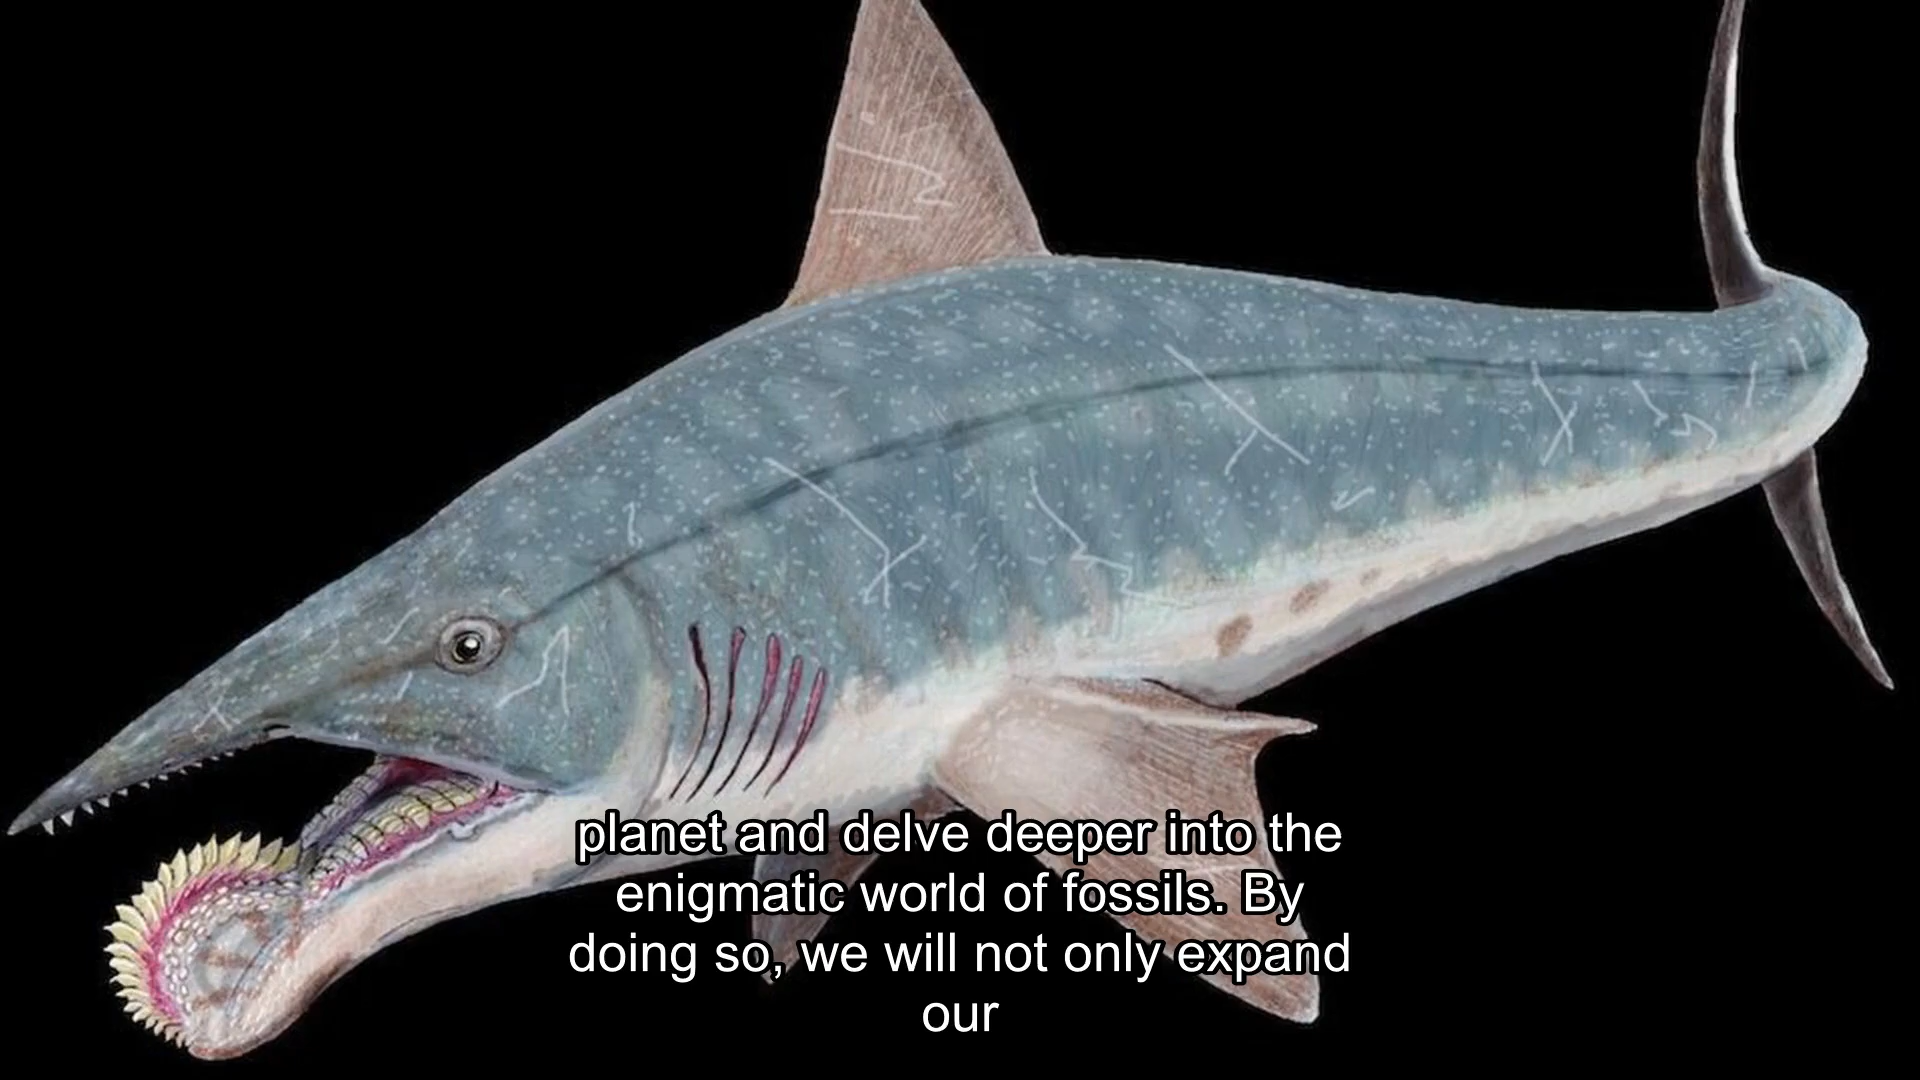 planet and delve deeper into the
enigmatic world of fossils. By
doing so, we will not only expand
our